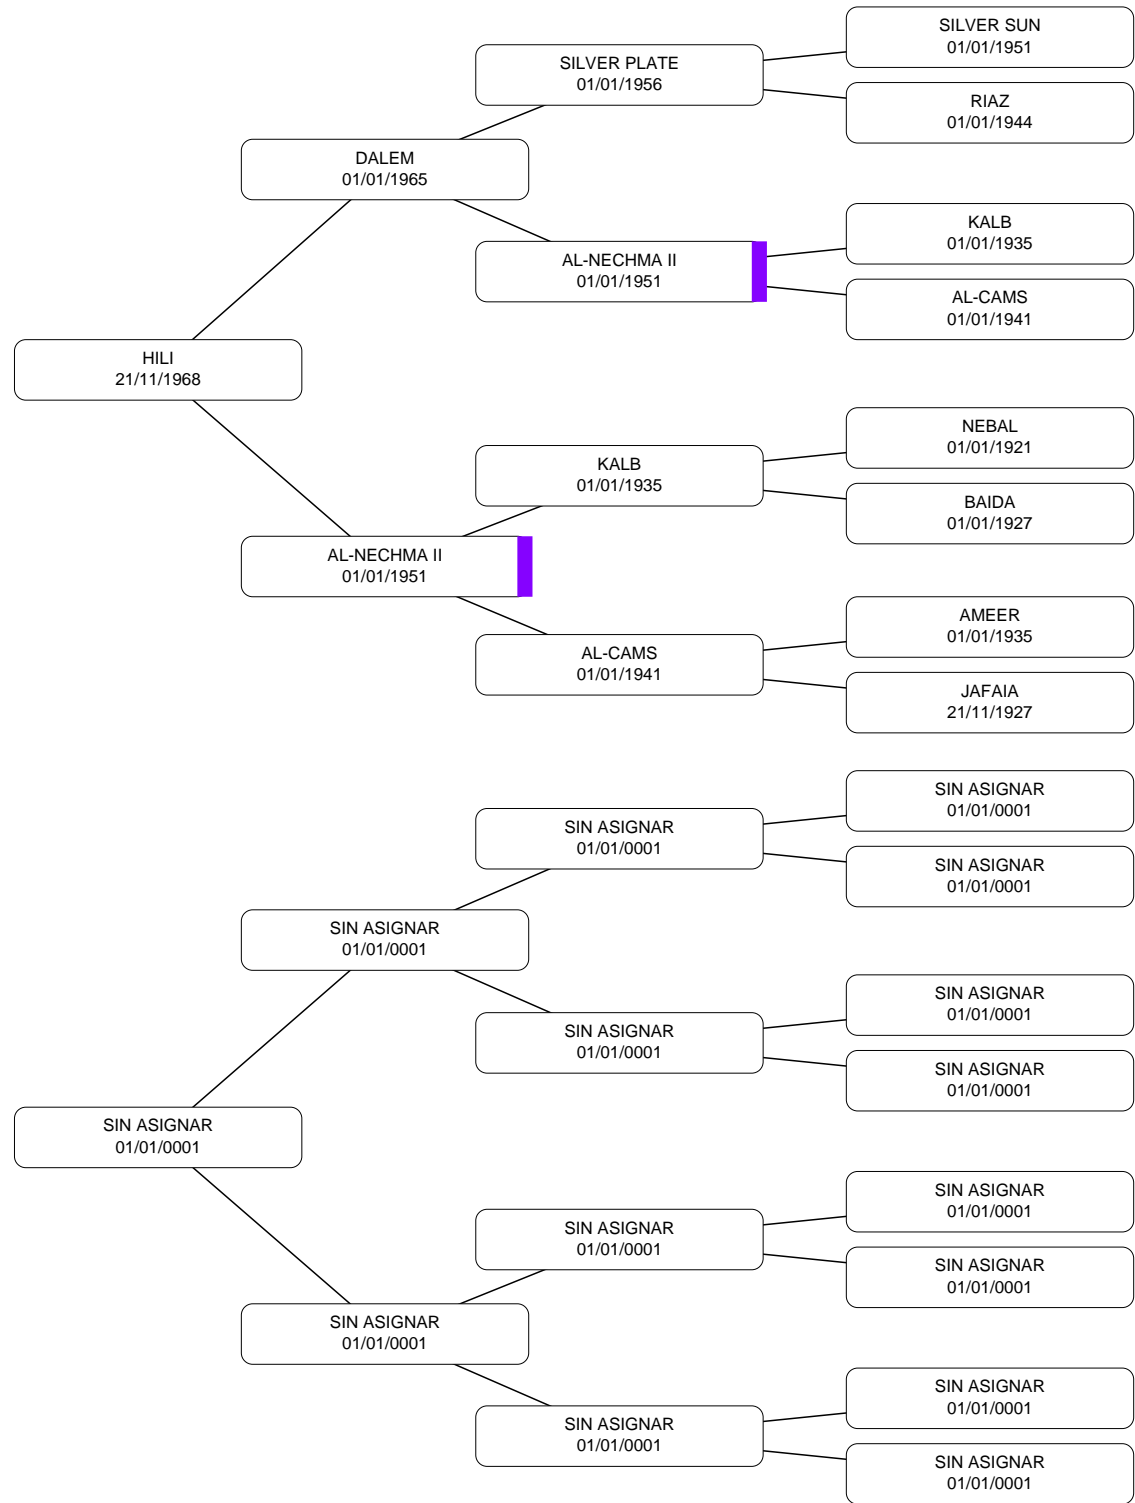 SILVER SUN
01/01/1951
SILVER PLATE
01/01/1956
RIAZ
01/01/1944
DALEM
01/01/1965
KALB
01/01/1935
AL-NECHMA II
01/01/1951
AL-CAMS
01/01/1941
HILI
21/11/1968
NEBAL
01/01/1921
KALB
01/01/1935
BAIDA
01/01/1927
AL-NECHMA II
01/01/1951
AMEER
01/01/1935
AL-CAMS
01/01/1941
JAFAIA
21/11/1927
SIN ASIGNAR
01/01/0001
SIN ASIGNAR
01/01/0001
SIN ASIGNAR
01/01/0001
SIN ASIGNAR
01/01/0001
SIN ASIGNAR
01/01/0001
SIN ASIGNAR
01/01/0001
SIN ASIGNAR
01/01/0001
SIN ASIGNAR
01/01/0001
SIN ASIGNAR
01/01/0001
SIN ASIGNAR
01/01/0001
SIN ASIGNAR
01/01/0001
SIN ASIGNAR
01/01/0001
SIN ASIGNAR
01/01/0001
SIN ASIGNAR
01/01/0001
SIN ASIGNAR
01/01/0001